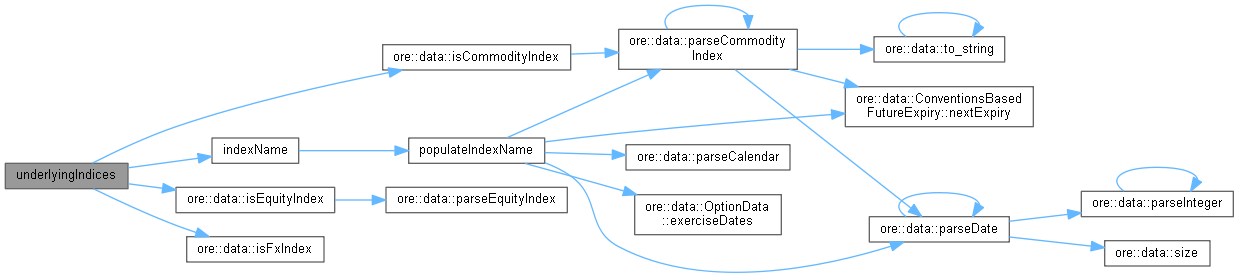 underlyingIndices
ore::data::isCommodityIndex
indexName
ore::data::isEquityIndex
ore::data::isFxIndex
populateIndexName
ore::data::parseEquityIndex
ore::data::parseCommodity
Index
ore::data::parseCalendar
ore::data::OptionData
::exerciseDates
ore::data::to_string
ore::data::ConventionsBased
FutureExpiry::nextExpiry
ore::data::parseDate
ore::data::parseInteger
ore::data::size